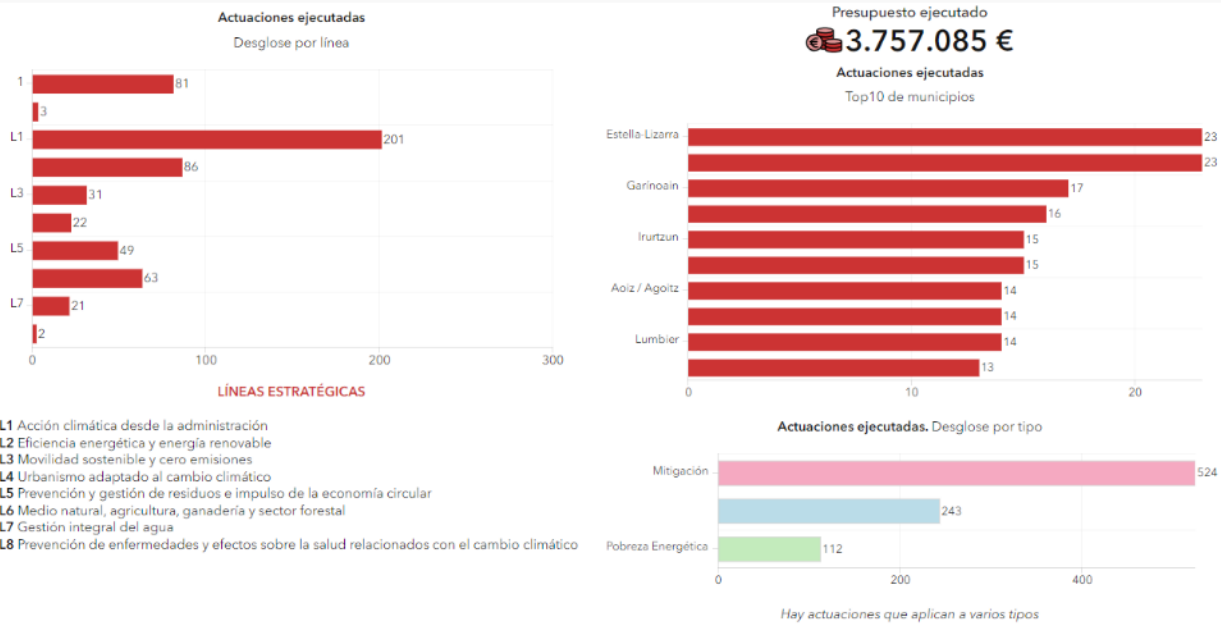 Actuaciones ejecutadas
Desglose por línea
1
81
3
L1
201
86
L3
31
22
L5
49
63
L7
21
2
0
100
200
300
LÍNEAS ESTRATÉGICAS
L1 Acción climática desde la administración
L2 Eficiencia energética y energía renovable
L3 Movilidad sostenible y cero emisiones
L4 Urbanismo adaptado al cambio climático
L5 Prevención y gestión de residuos e impulso de la economía circular
L6 Medio natural, agricultura, ganadería y sector forestal
L7 Gestión integral del agua
L8 Prevención de enfermedades y efectos sobre la salud relacionados con el cambio climático
Presupuesto ejecutado
3.757.085 €
Actuaciones ejecutadas
Top10 de municipios
Estella-Lizarra
23
23
Garínoain
17
16
Irurtzun
15
15
Aoiz / Agoitz
14
14
Lumbier
14
13
0
10
20
Actuaciones ejecutadas. Desglose por tipo
Mitigación
524
243
Pobreza Energética
112
0
200
400
Hay actuaciones que aplican a varios tipos